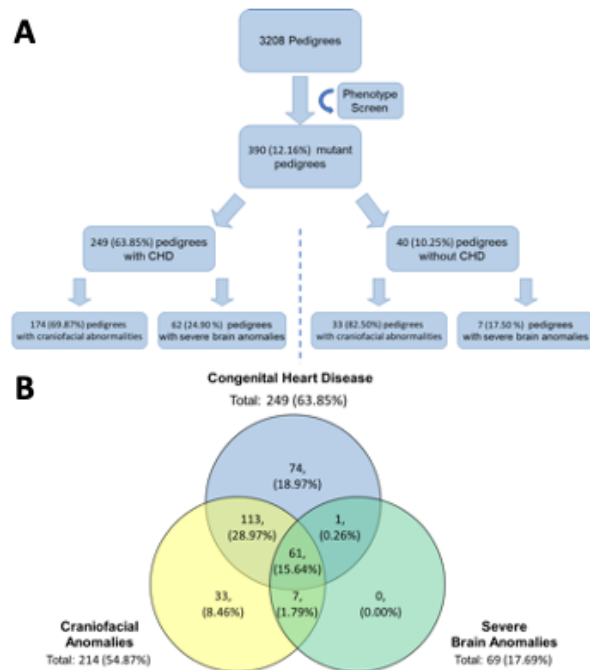 A
3208 Pedigrees
Phenotype
Screen
390 (12.16%) mutant
pedigrees
249 (63.85%) pedigrees
with CHD
40 (10.25%) pedigrees
without CHD
174 (69.87%) pedigrees
with craniofacial abnormalities
62 (24.90 %) pedigrees
with severe brain anomalies
33 (82.50%) pedigrees
with craniofacial abnormalities
7 (17.50 %) pedigrees
with severe brain anomalies
B
Congenital Heart Disease
Total: 249 (63.85%)
74,
(18.97%)
113,
(28.97%)
1,
(0.26%)
61,
(15.64%)
33,
(8.46%)
7,
(1.79%)
0,
(0.00%)
Craniofacial
Anomalies
Total: 214 (54.87%)
Severe
Brain Anomalies
Total: 69 (17.69%)